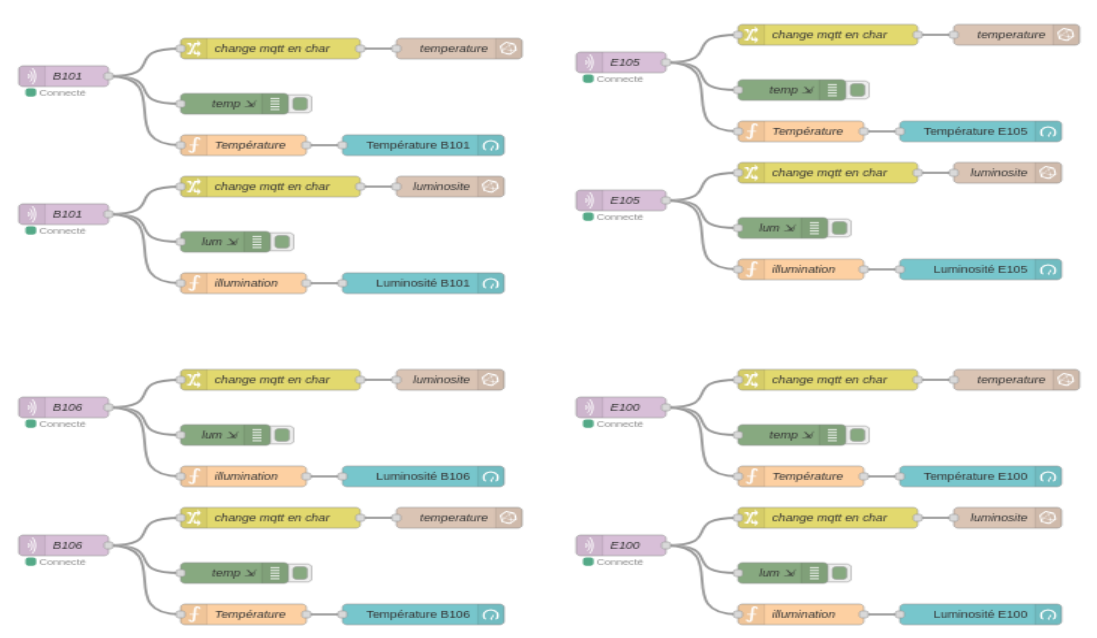 change mqtt en char
temperature
B101
Connecté
temp
Température
Température B101
change mqtt en char
luminosite
B101
Connecté
lum
illumination
Luminosité B101
change mqtt en char
temperature
E105
Connecté
temp
Température
Température E105
change mqtt en char
luminosite
E105
Connecté
lum
illumination
Luminosité E105
change mqtt en char
luminosite
B106
Connecté
lum
illumination
Luminosité B106
change mqtt en char
temperature
B106
Connecté
temp
Température
Température B106
change mqtt en char
temperature
E100
Connecté
temp
Température
Température E100
change mqtt en char
luminosite
E100
Connecté
lum
illumination
Luminosité E100